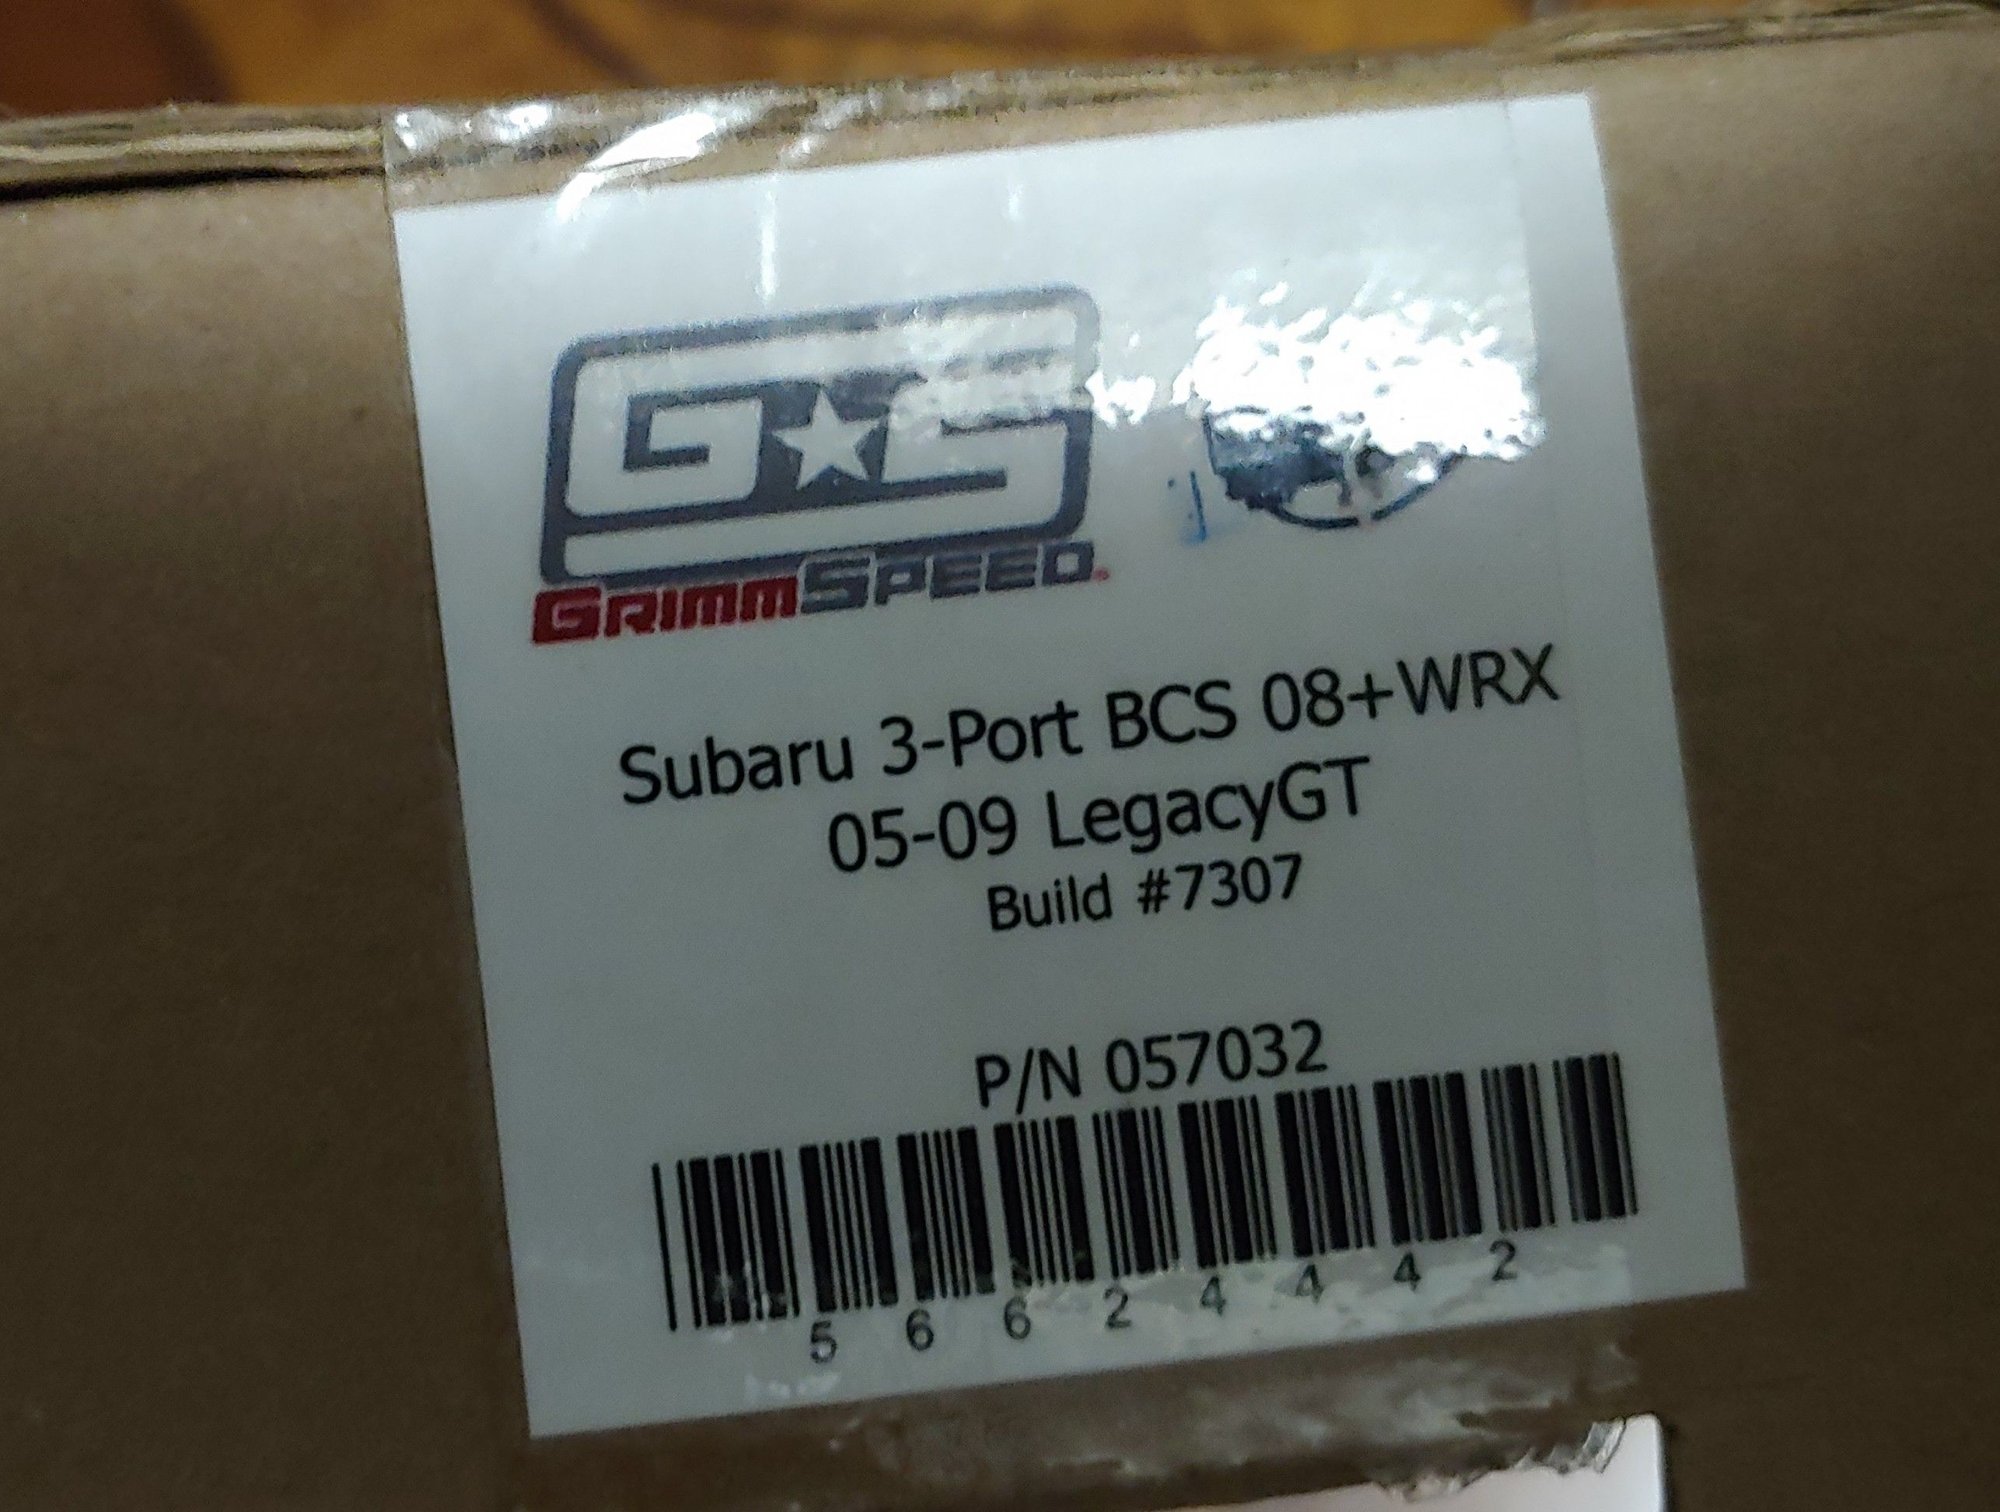 G S
GRIMMSPEED
Subaru 3-Port BCS 08+WRX
05-09 LegacyGT
Build #7307
P/N 057032
5 6 6 2 4 4 4 2